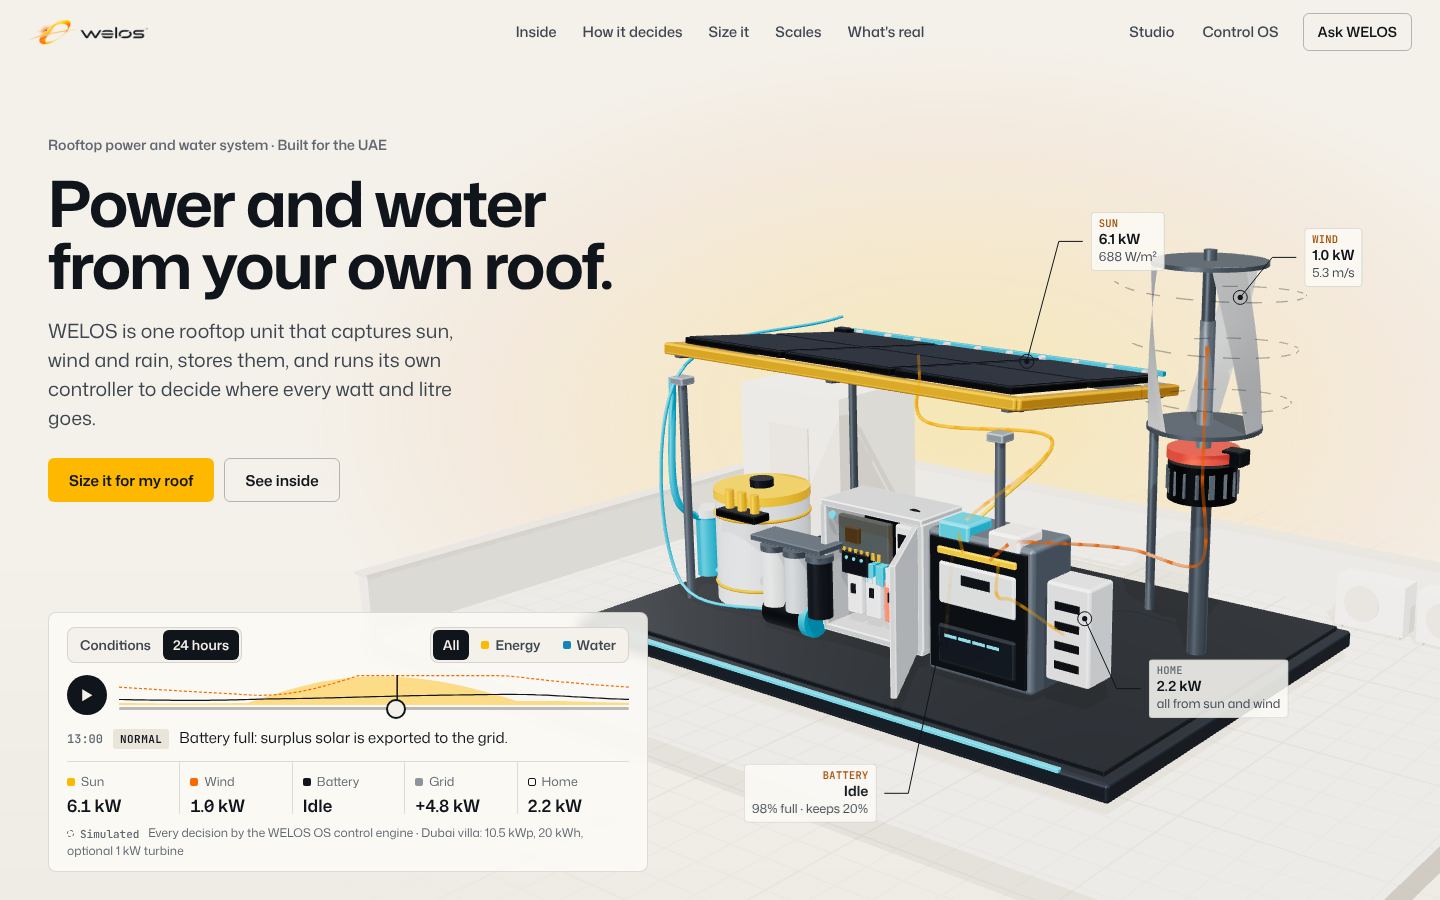 welos
Inside
How it decides
Size it
Scales
What's real
Studio
Control OS
Ask WELOS
Rooftop power and water system · Built for the UAE
Power and water
from your own roof.
WELOS is one rooftop unit that captures sun,
wind and rain, stores them, and runs its own
controller to decide where every watt and litre
goes.
Size it for my roof
See inside
SUN
6.1 kW
688 W/m²
WIND
1.0 kW
5.3 m/s
HOME
2.2 kW
all from sun and wind
BATTERY
Idle
98% full · keeps 20%
Conditions
24 hours
All
Energy
Water
13:00
NORMAL
Battery full: surplus solar is exported to the grid.
Sun
6.1 kW
Wind
1.0 kW
Battery
Idle
Grid
+4.8 kW
Home
2.2 kW
Simulated Every decision by the WELOS OS control engine · Dubai villa: 10.5 kWp, 20 kWh,
optional 1 kW turbine